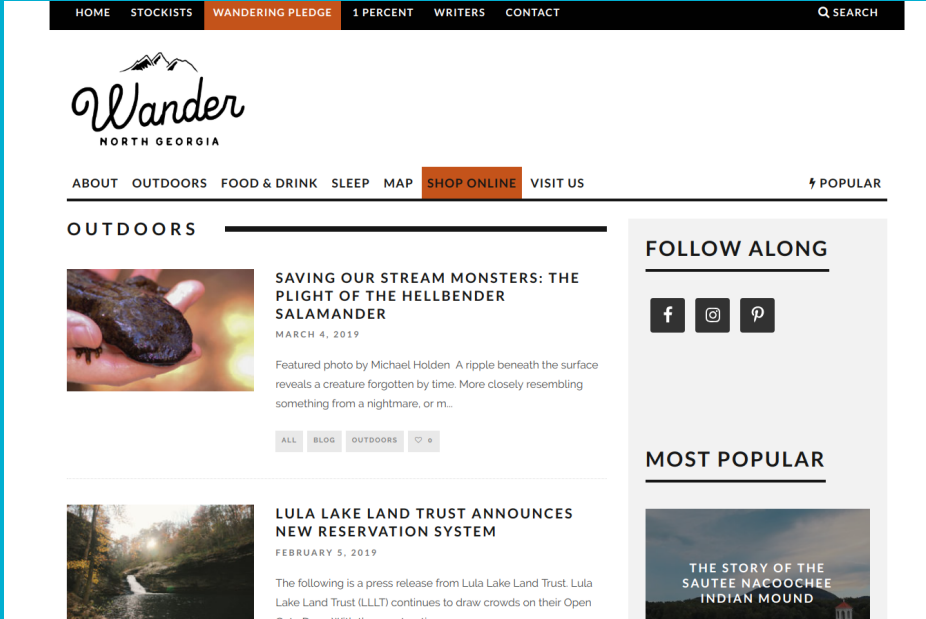 HOME STOCKISTS WANDERING PLEDGE 1 PERCENT WRITERS CONTACT SEARCH
Wander
NORTH GEORGIA
ABOUT OUTDOORS FOOD & DRINK SLEEP MAP SHOP ONLINE VISIT US POPULAR
OUTDOORS
SAVING OUR STREAM MONSTERS: THE
PLIGHT OF THE HELLBENDER
SALAMANDER
MARCH 4, 2019
Featured photo by Michael Holden A ripple beneath the surface
reveals a creature forgotten by time. More closely resembling
something from a nightmare, or m...
ALL BLOG OUTDOORS 0
LULA LAKE LAND TRUST ANNOUNCES
NEW RESERVATION SYSTEM
FEBRUARY 5, 2019
The following is a press release from Lula Lake Land Trust. Lula
Lake Land Trust (LLLT) continues to draw crowds on their Open
FOLLOW ALONG
MOST POPULAR
THE STORY OF THE
SAUTEE NACOOCHEE
INDIAN MOUND